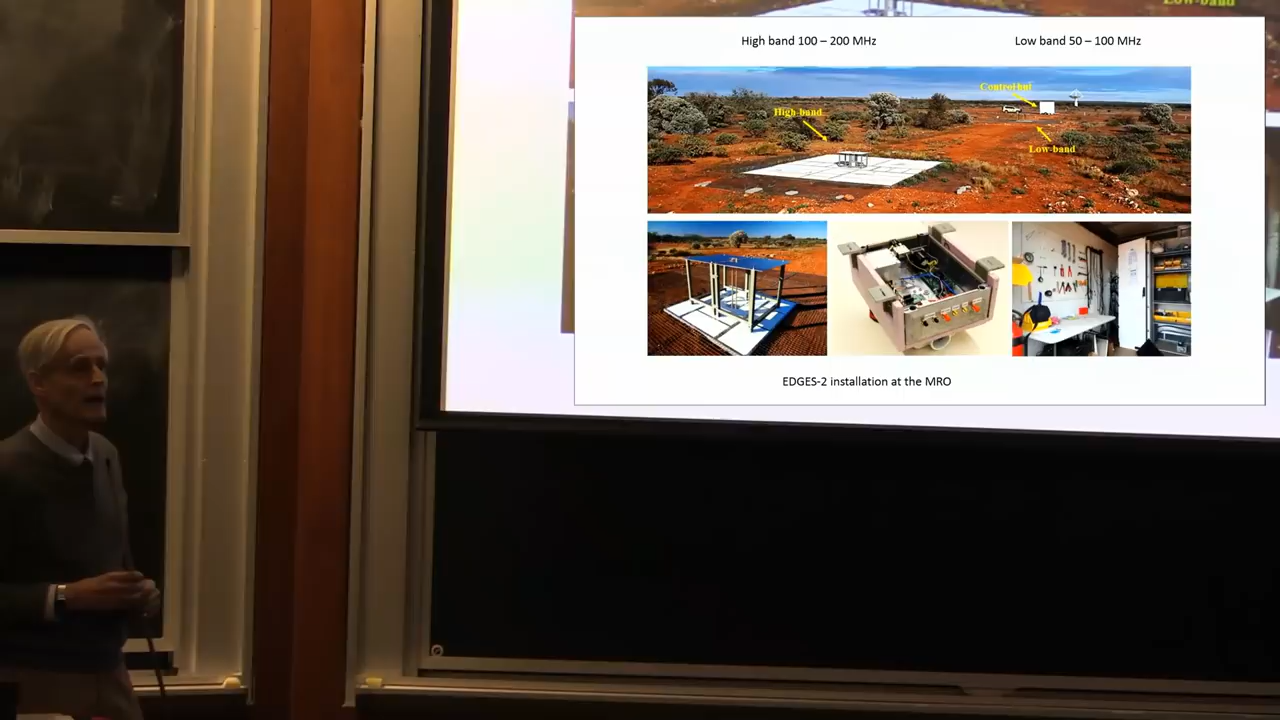 Low-band
High band 100 – 200 MHz
Low band 50 – 100 MHz
Control hut
High-band
Low-band
EDGES-2 installation at the MRO